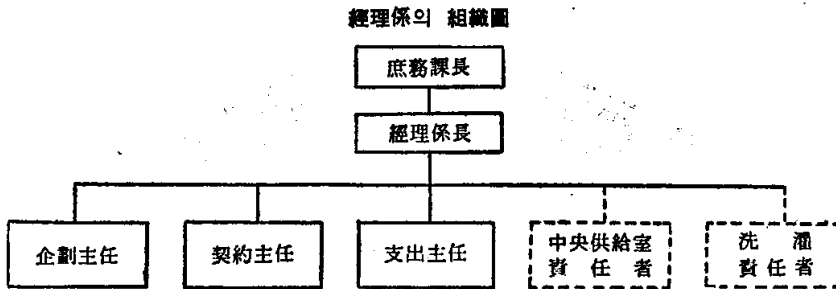 經理係의 組織圖
庶務課長
經理係長
企劃主任
契約主任
支出主任
中央供給室
責任者
洗濯
責任者